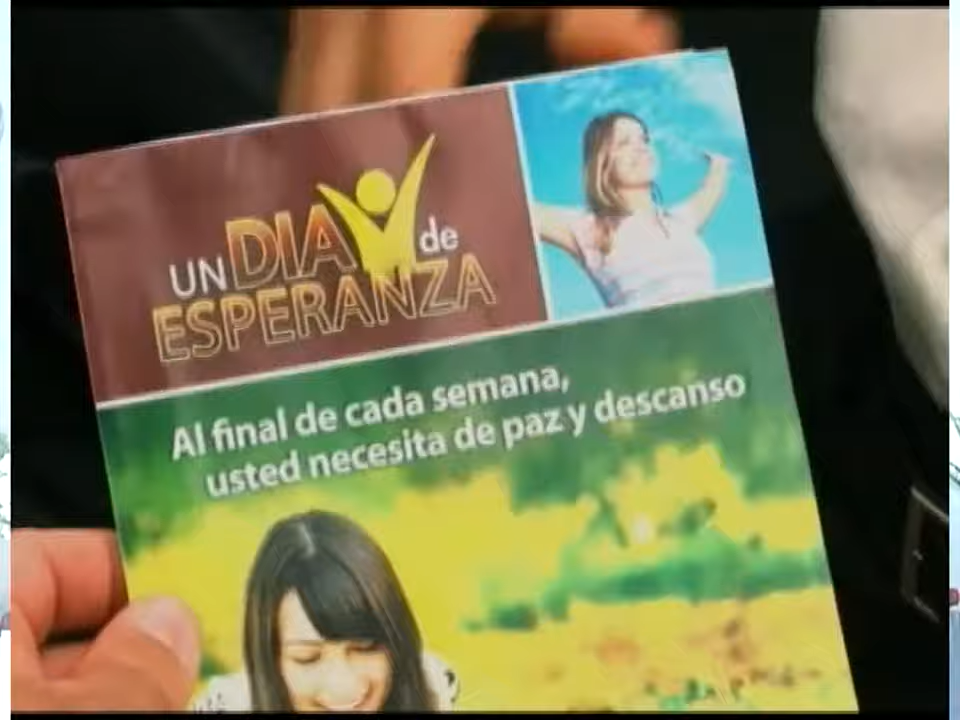 UN DIA de
ESPERANZA
Al final de cada semana,
usted necesita de paz y descanso